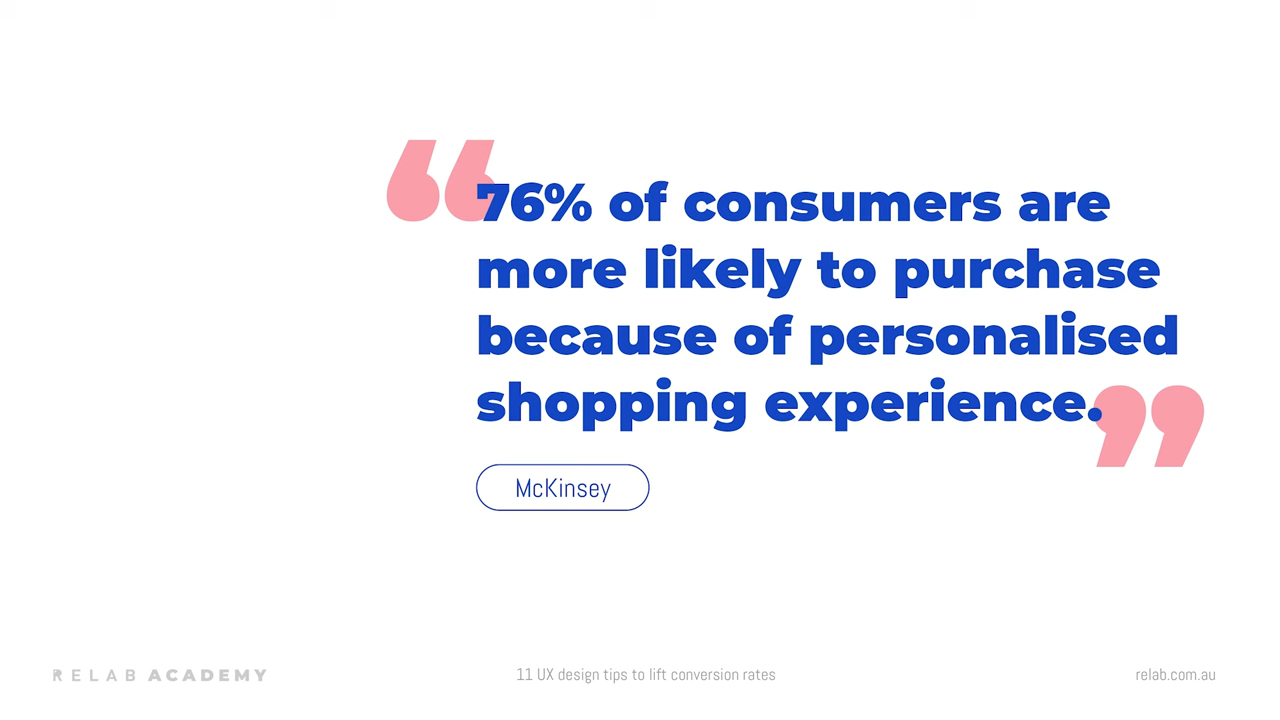 “76% of consumers are
more likely to purchase
because of personalised
shopping experience.”
McKinsey
RELAB ACADEMY
11 UX design tips to lift conversion rates
relab.com.au